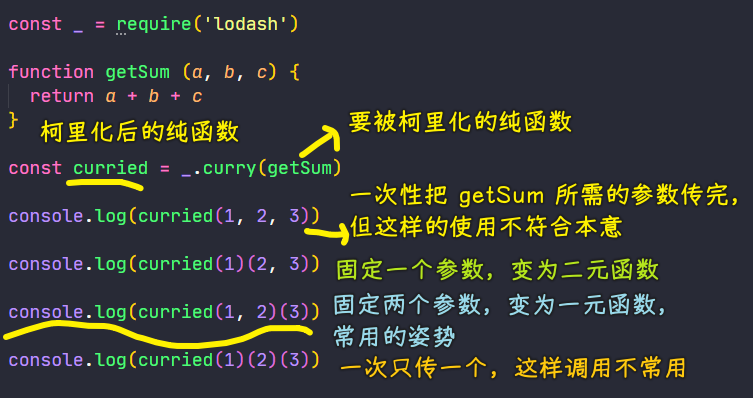 const _ = require('lodash')
function getSum (a, b, c) {
return a + b + c
}
柯里化后的纯函数
要被柯里化的纯函数
const curried = _.curry(getSum)
一次性把 getSum 所需的参数传完，
console.log(curried(1, 2, 3))
但这样的使用不符合本意
console.log(curried(1)(2, 3))
固定一个参数，变为二元函数
console.log(curried(1, 2)(3))
固定两个参数，变为一元函数，
常用的姿势
console.log(curried(1)(2)(3))
一次只传一个，这样调用不常用